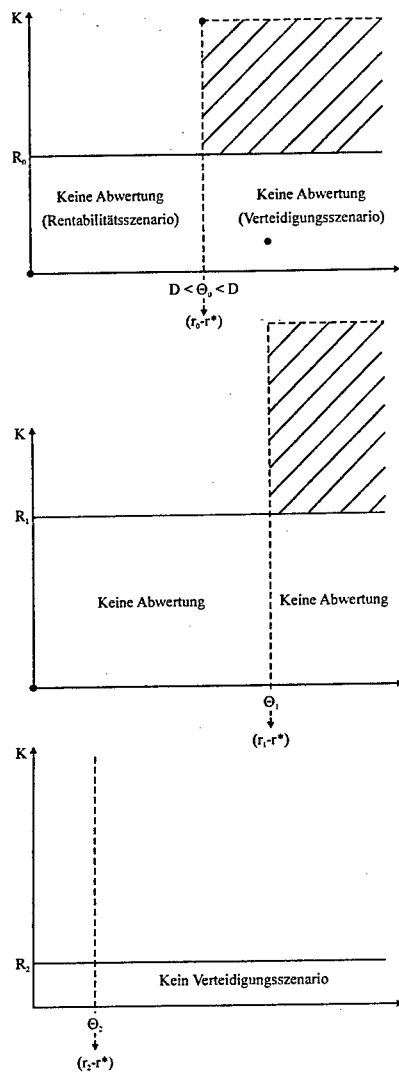 K
R₀
Keine Abwertung
(Rentabilitätsszenario)
Keine Abwertung
(Verteidigungsszenario)
D < Θ₀ < D
(r₀-r*)
K
R₁
Keine Abwertung
Keine Abwertung
Θ₁
(r₁-r*)
K
R₂
Kein Verteidigungsszenario
Θ₂
(r₂-r*)